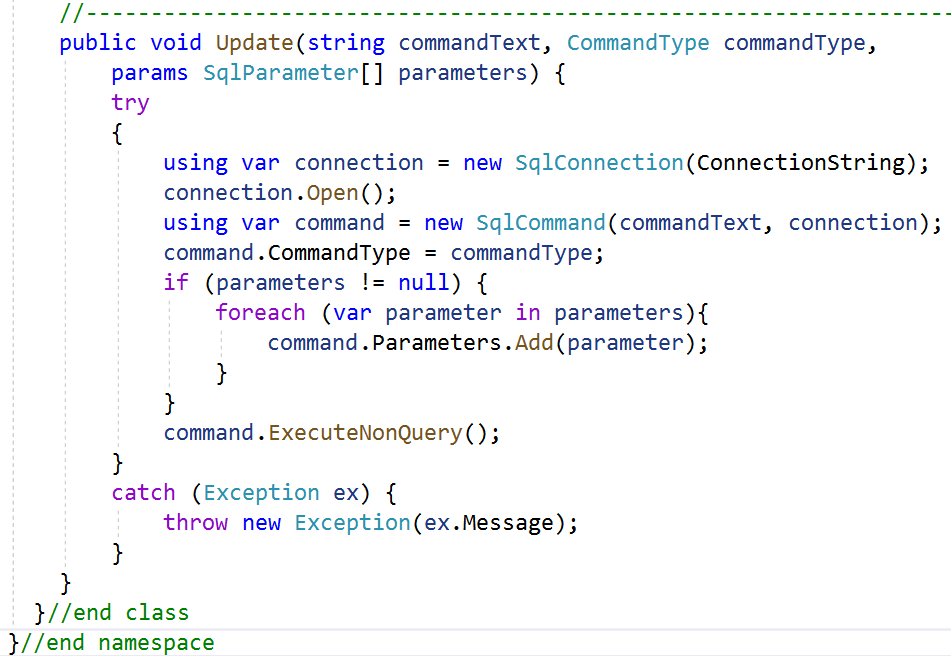 //------------------------------------------------------------------
public void Update(string commandText, CommandType commandType,
params SqlParameter[] parameters) {
try
{
using var connection = new SqlConnection(ConnectionString);
connection.Open();
using var command = new SqlCommand(commandText, connection);
command.CommandType = commandType;
if (parameters != null) {
foreach (var parameter in parameters){
command.Parameters.Add(parameter);
}
}
command.ExecuteNonQuery();
}
catch (Exception ex) {
throw new Exception(ex.Message);
}
}
}//end class
}//end namespace